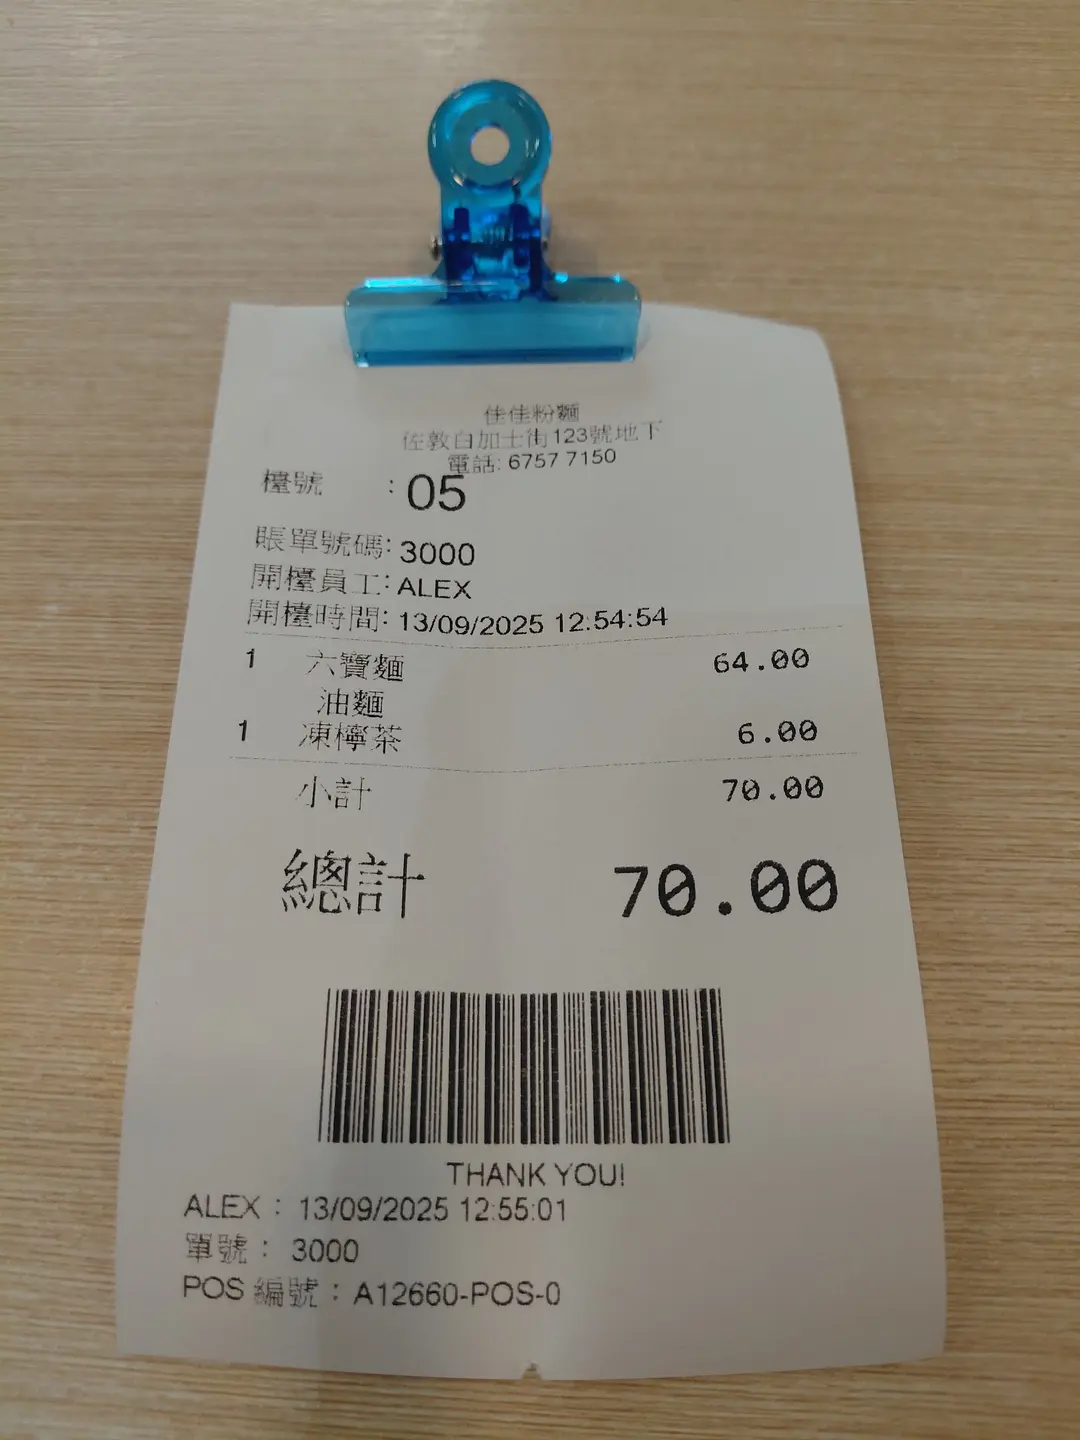 佳佳粉麵
佐敦白加士街123號地下
電話: 6757 7150
檯號 : 05
賬單號碼: 3000
開檯員工: ALEX
開檯時間: 13/09/2025 12:54:54
1 六寶麵 64.00
油麵
1 凍檸茶 6.00
小計 70.00
總計 70.00
THANK YOU!
ALEX : 13/09/2025 12:55:01
單號 : 3000
POS 編號 : A12660-POS-0